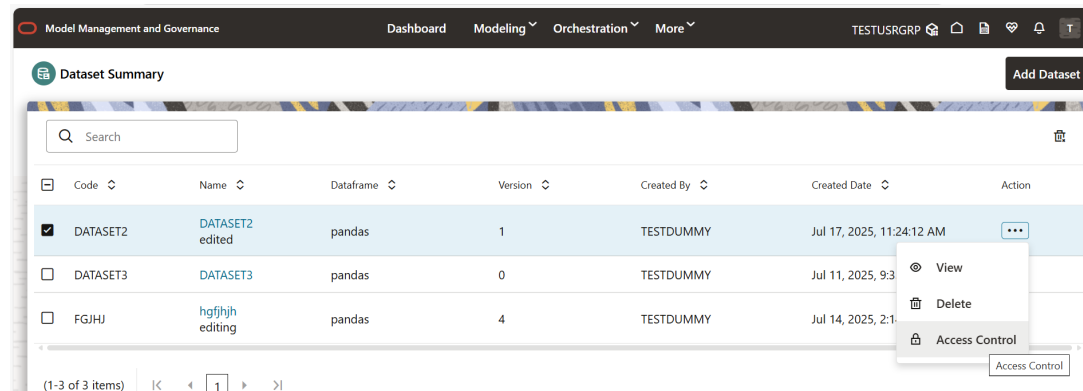 Model Management and Governance Dashboard Modeling Orchestration More TESTUSRGRP T
Dataset Summary Add Dataset
Search
Code Name Dataframe Version Created By Created Date Action
DATASET2 DATASET2 pandas 1 TESTDUMMY Jul 17, 2025, 11:24:12 AM ...
edited
DATASET3 DATASET3 pandas 0 TESTDUMMY Jul 11, 2025, 9:3
View
Delete
FGJHJ hgfjhjh pandas 4 TESTDUMMY Jul 14, 2025, 2:1
editing
Access Control
Access Control
(1-3 of 3 items) 1